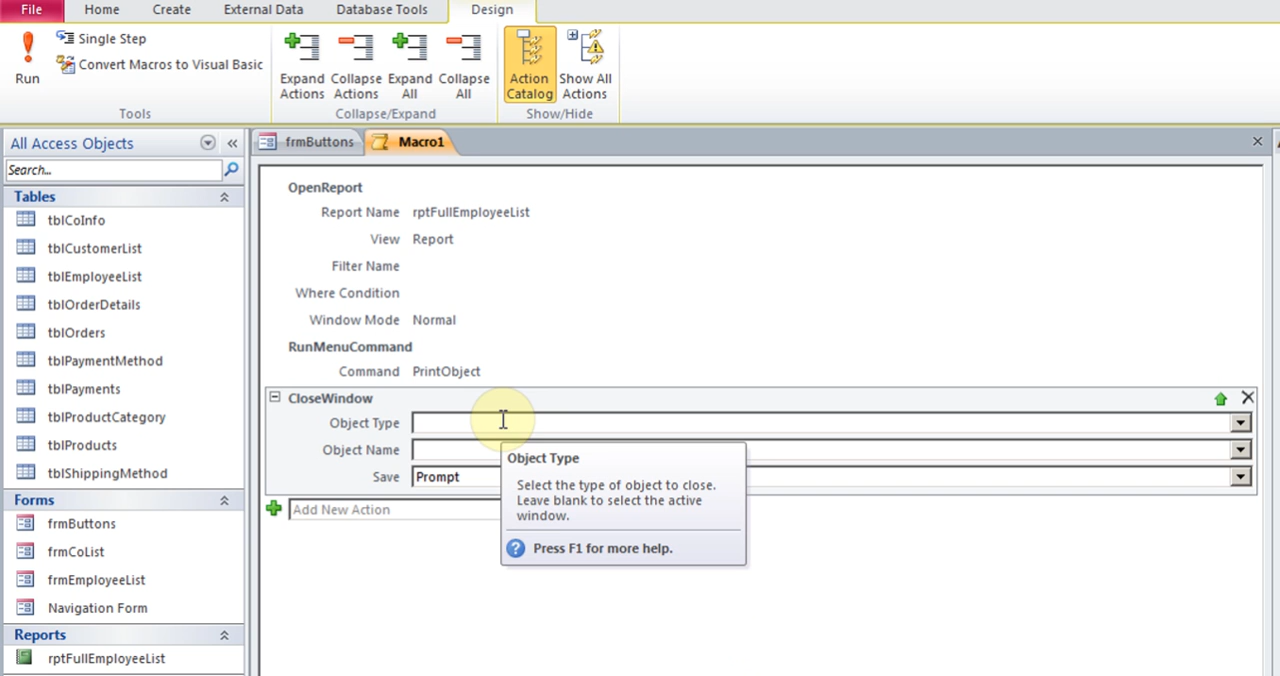 File Home Create External Data Database Tools Design
Run
Single Step
Convert Macros to Visual Basic
Tools
Expand Actions
Collapse Actions
Expand All
Collapse All
Collapse/Expand
Action Catalog
Show All Actions
Show/Hide
All Access Objects
Search...
Tables
tblCoInfo
tblCustomerList
tblEmployeeList
tblOrderDetails
tblOrders
tblPaymentMethod
tblPayments
tblProductCategory
tblProducts
tblShippingMethod
Forms
frmButtons
frmCoList
frmEmployeeList
Navigation Form
Reports
rptFullEmployeeList
frmButtons Macro1
OpenReport
Report Name rptFullEmployeeList
View Report
Filter Name
Where Condition
Window Mode Normal
RunMenuCommand
Command PrintObject
CloseWindow
Object Type
Object Name
Save Prompt
Add New Action
Object Type
Select the type of object to close.
Leave blank to select the active
window.
Press F1 for more help.